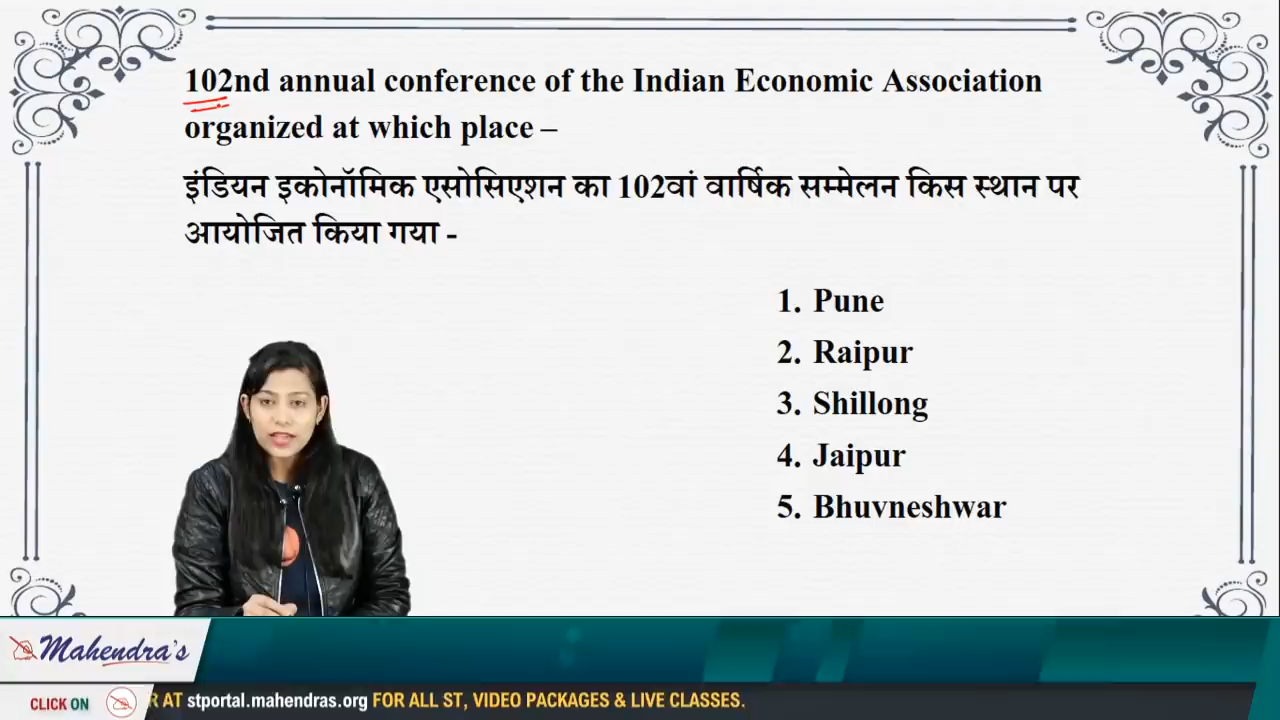 102nd annual conference of the Indian Economic Association
organized at which place –
इंडियन इकोनॉमिक एसोसिएशन का 102वां वार्षिक सम्मेलन किस स्थान पर
आयोजित किया गया -
1. Pune
2. Raipur
3. Shillong
4. Jaipur
5. Bhuvneshwar
Mahendra's
CLICK ON
R AT stportal.mahendras.org FOR ALL ST, VIDEO PACKAGES & LIVE CLASSES.